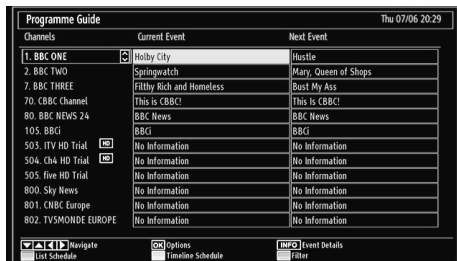 Programme Guide Thu 07/06 20:29
Channels Current Event Next Event
1. BBC ONE Holby City Hustle
2. BBC TWO Springwatch Mary, Queen of Shops
7. BBC THREE Filthy Rich and Homeless Bust My Ass
70. CBBC Channel This is CBBC! This Is CBBC!
80. BBC NEWS 24 BBC News BBC News
105. BBCi BBCi BBCi
503. ITV HD Trial HD No Information No Information
504. Ch4 HD Trial HD No Information No Information
505. five HD Trial No Information No Information
800. Sky News No Information No Information
801. CNBC Europe No Information No Information
802. TV5MONDE EUROPE No Information No Information
Navigate OK Options INFO Event Details
List Schedule Timeline Schedule Filter